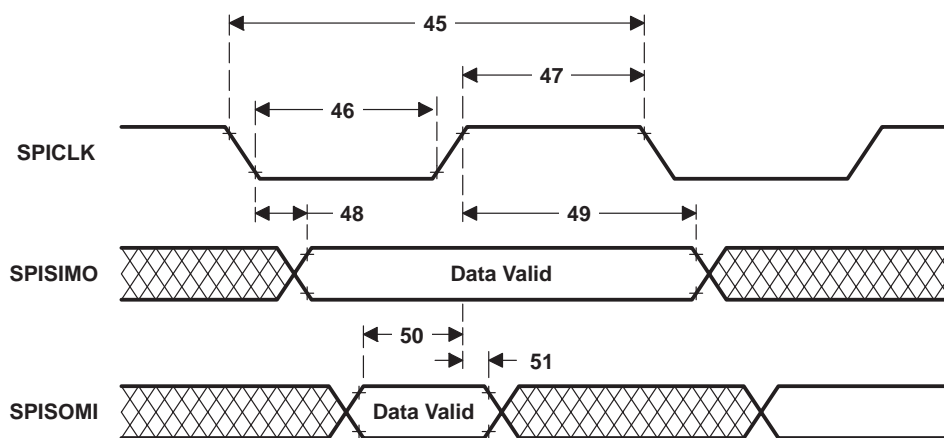 45
47
46
SPICLK
48
49
SPISIMO
Data Valid
50
51
SPISOMI
Data Valid